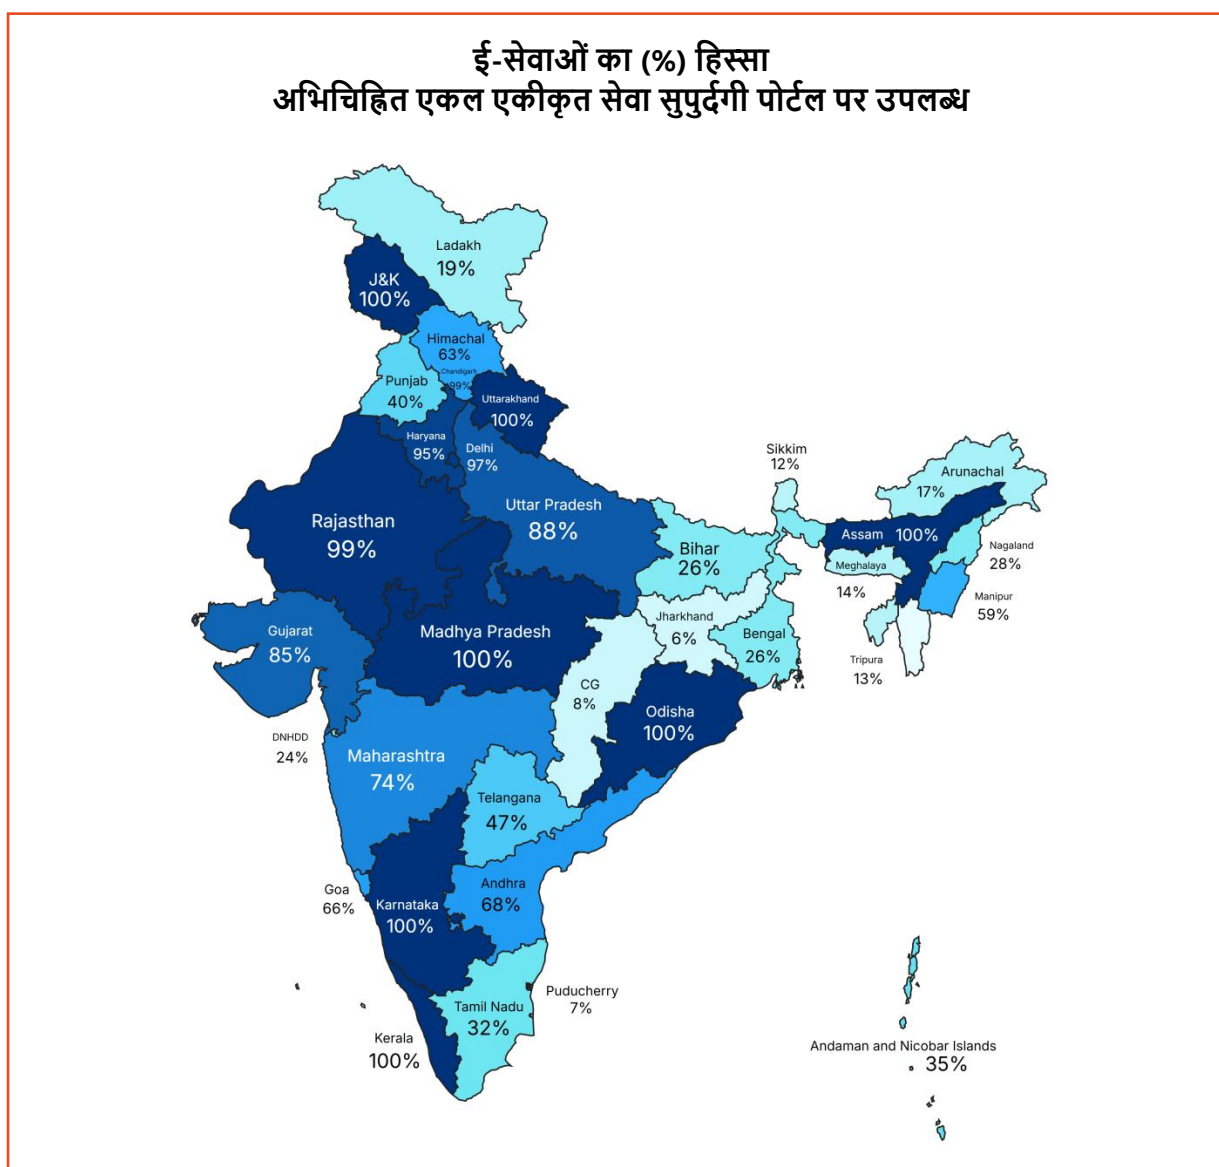 ई-सेवाओं का (%) हिस्सा
अभिचिह्नित एकल एकीकृत सेवा सुपुर्दगी पोर्टल पर उपलब्ध
Ladakh
19%
J&K
100%
Himachal
63%
Chandigarh
99%
Punjab
40%
Uttarakhand
100%
Haryana
95%
Delhi
97%
Sikkim
12%
Arunachal
17%
Rajasthan
99%
Uttar Pradesh
88%
Assam 100%
Bihar
26%
Nagaland
28%
Meghalaya
14%
Manipur
59%
Jharkhand
6%
Gujarat
85%
Madhya Pradesh
100%
Bengal
26%
Tripura
13%
CG
8%
Odisha
100%
DNHDD
24%
Maharashtra
74%
Telangana
47%
Goa
66%
Andhra
68%
Karnataka
100%
Puducherry
7%
Tamil Nadu
32%
Kerala
100%
Andaman and Nicobar Islands
35%